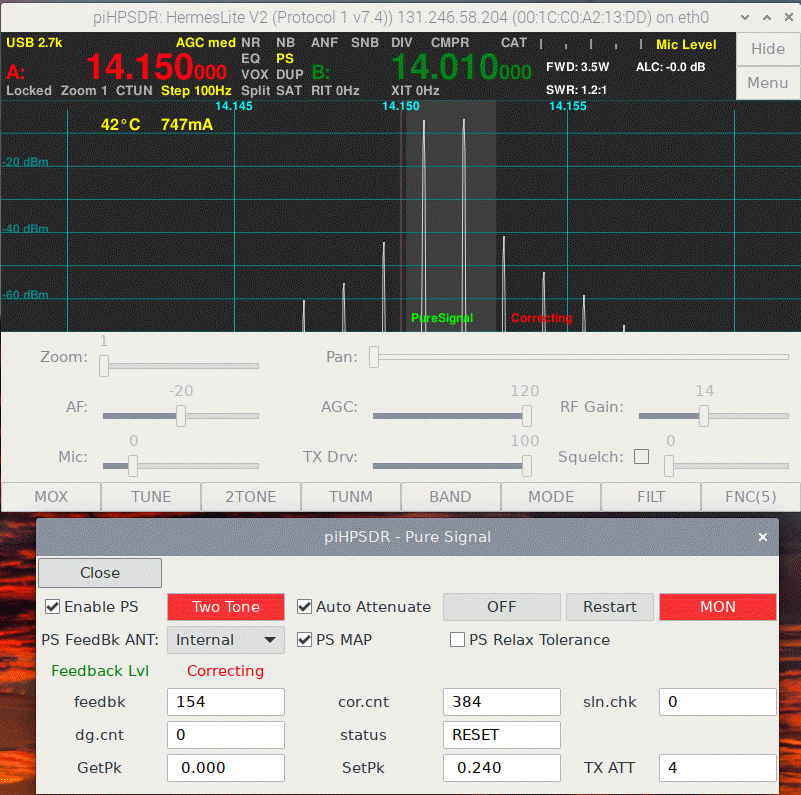 piHPSDR: HermesLite V2 (Protocol 1 v7.4)) 131.246.58.204 (00:1C:C0:A2:13:DD) on eth0
USB 2.7k AGC med NR NB ANF SNB DIV CMPR CAT Mic Level Hide
A: 14.150000 EQ PS B: 14.010000 FWD: 3.5W ALC: -0.0 dB
VOX DUP
Locked Zoom 1 CTUN Step 100Hz Split SAT RIT 0Hz XIT 0Hz SWR: 1.2:1 Menu
14.145 14.150 14.155
42°C 747mA
-20 dBm
-40 dBm
-60 dBm
PureSignal Correcting
1
Zoom: Pan:
-20 120 14
AF: AGC: RF Gain:
0 100 0
Mic: TX Drv: Squelch:
MOX TUNE 2TONE TUNM BAND MODE FILT FNC(5)
piHPSDR - Pure Signal
Close
Enable PS Two Tone Auto Attenuate OFF Restart MON
PS FeedBk ANT: Internal PS MAP PS Relax Tolerance
Feedback Lvl Correcting
feedbk 154 cor.cnt 384 sln.chk 0
dg.cnt 0 status RESET
GetPk 0.000 SetPk 0.240 TX ATT 4